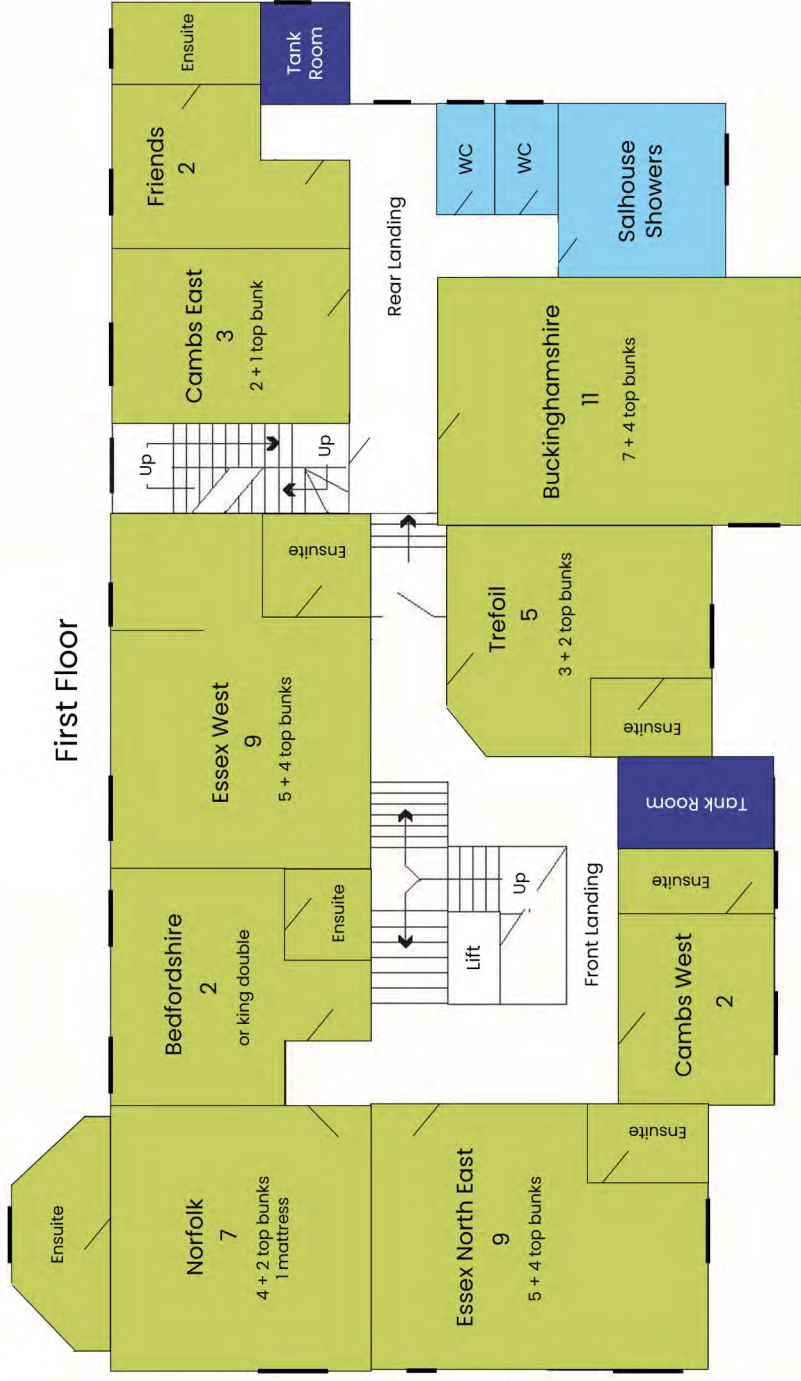 First Floor
Ensuite
Norfolk
7
4 + 2 top bunks
1 mattress
Bedfordshire
2
or king double
Ensuite
Essex West
9
5 + 4 top bunks
Ensuite
Up
Up
Cambs East
3
2 + 1 top bunk
Friends
2
Ensuite
Tank
Room
Rear Landing
Essex North East
9
5 + 4 top bunks
Ensuite
Lift
Up
Front Landing
Cambs West
2
Ensuite
Tank Room
Trefoil
5
3 + 2 top bunks
Ensuite
Buckinghamshire
11
7 + 4 top bunks
WC
WC
Salhouse
Showers